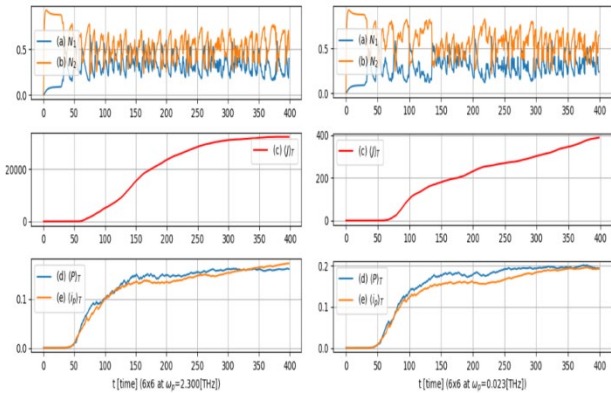 0.5
0.0
(a) N₁
(b) N₂
0 50 100 150 200 250 300 350 400
20000
0
(c) ⟨J⟩T
0 50 100 150 200 250 300 350 400
0.1
0.0
(d) ⟨P⟩T
(e) ⟨ip⟩T
0 50 100 150 200 250 300 350 400
t [time] (6x6 at ωp=2.300[THz])
0.5
0.0
(a) N₁
(b) N₂
0 50 100 150 200 250 300 350 400
400
200
0
(c) ⟨J⟩T
0 50 100 150 200 250 300 350 400
0.2
0.1
0.0
(d) ⟨P⟩T
(e) ⟨ip⟩T
0 50 100 150 200 250 300 350 400
t [time] (6x6 at ωp=0.023[THz])